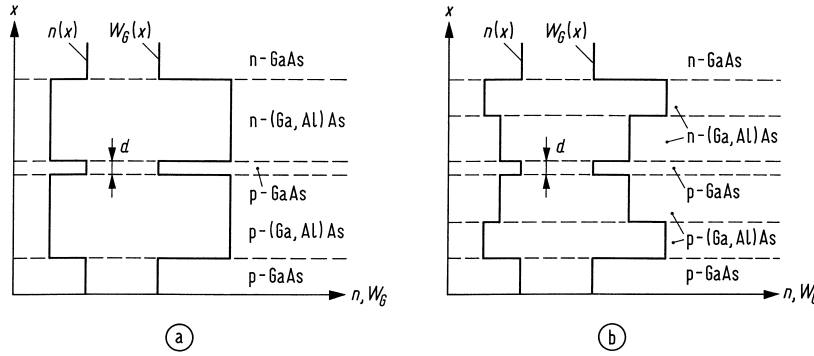 x
n(x)
W_G(x)
n-GaAs
n-(Ga,Al)As
d
p-GaAs
p-(Ga,Al)As
p-GaAs
n, W_G
a
x
n(x)
W_G(x)
n-GaAs
n-(Ga,Al)As
d
p-GaAs
p-(Ga,Al)As
p-GaAs
n, W
b